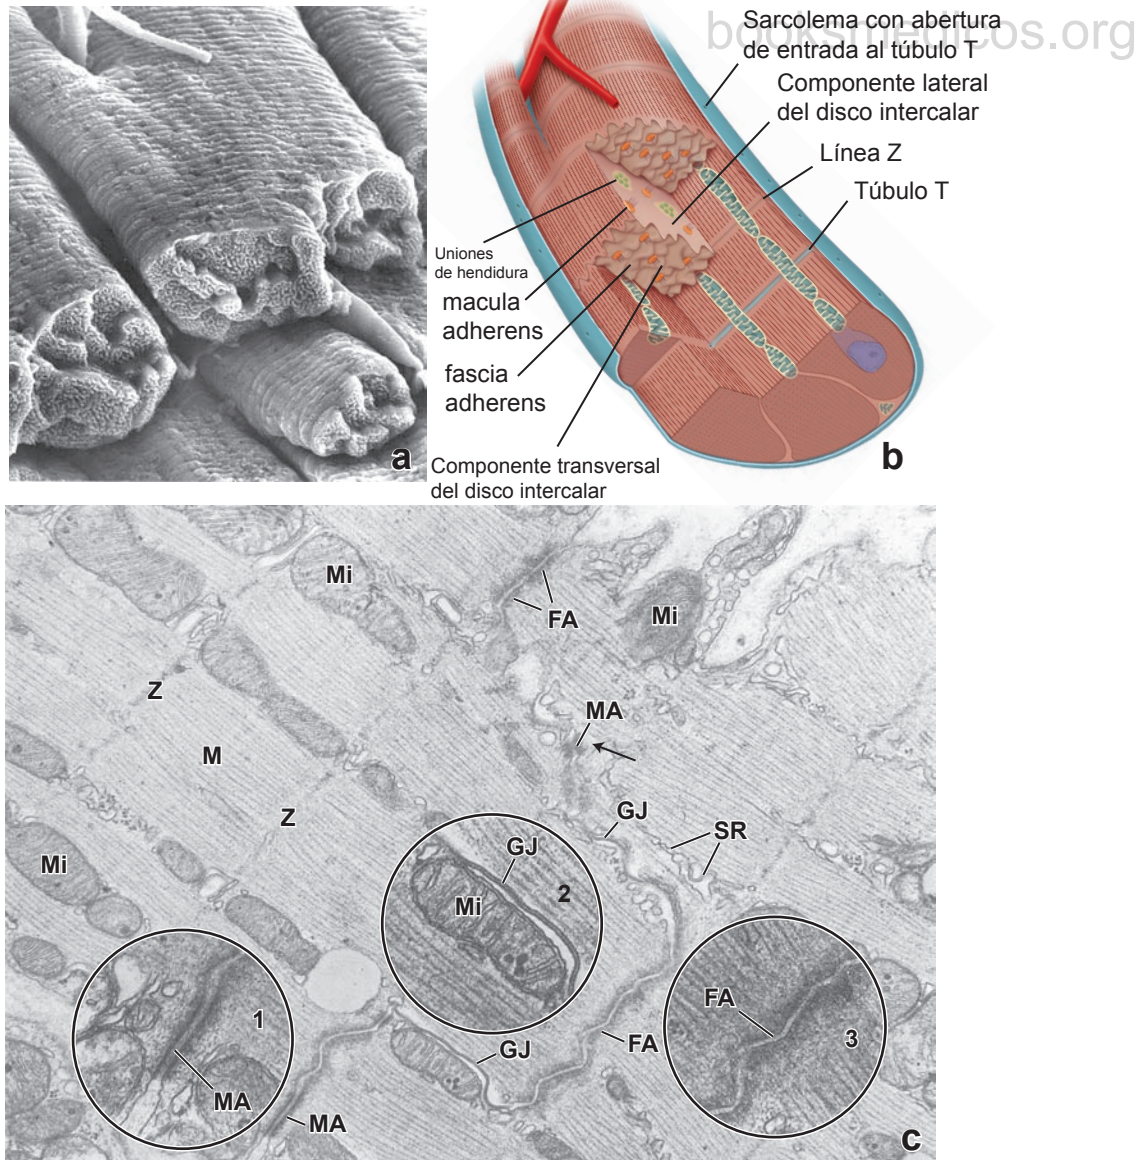 booksmedicos.org
Sarcolema con abertura
de entrada al túbulo T
Componente lateral
del disco intercalar
Línea Z
Túbulo T
Uniones
de hendidura
macula
adherens
fascia
adherens
Componente transversal
del disco intercalar
a
b
Mi
FA
Mi
Z
MA
M
Z
GJ
SR
Mi
GJ
Mi
2
FA
3
1
MA
GJ
FA
MA
c